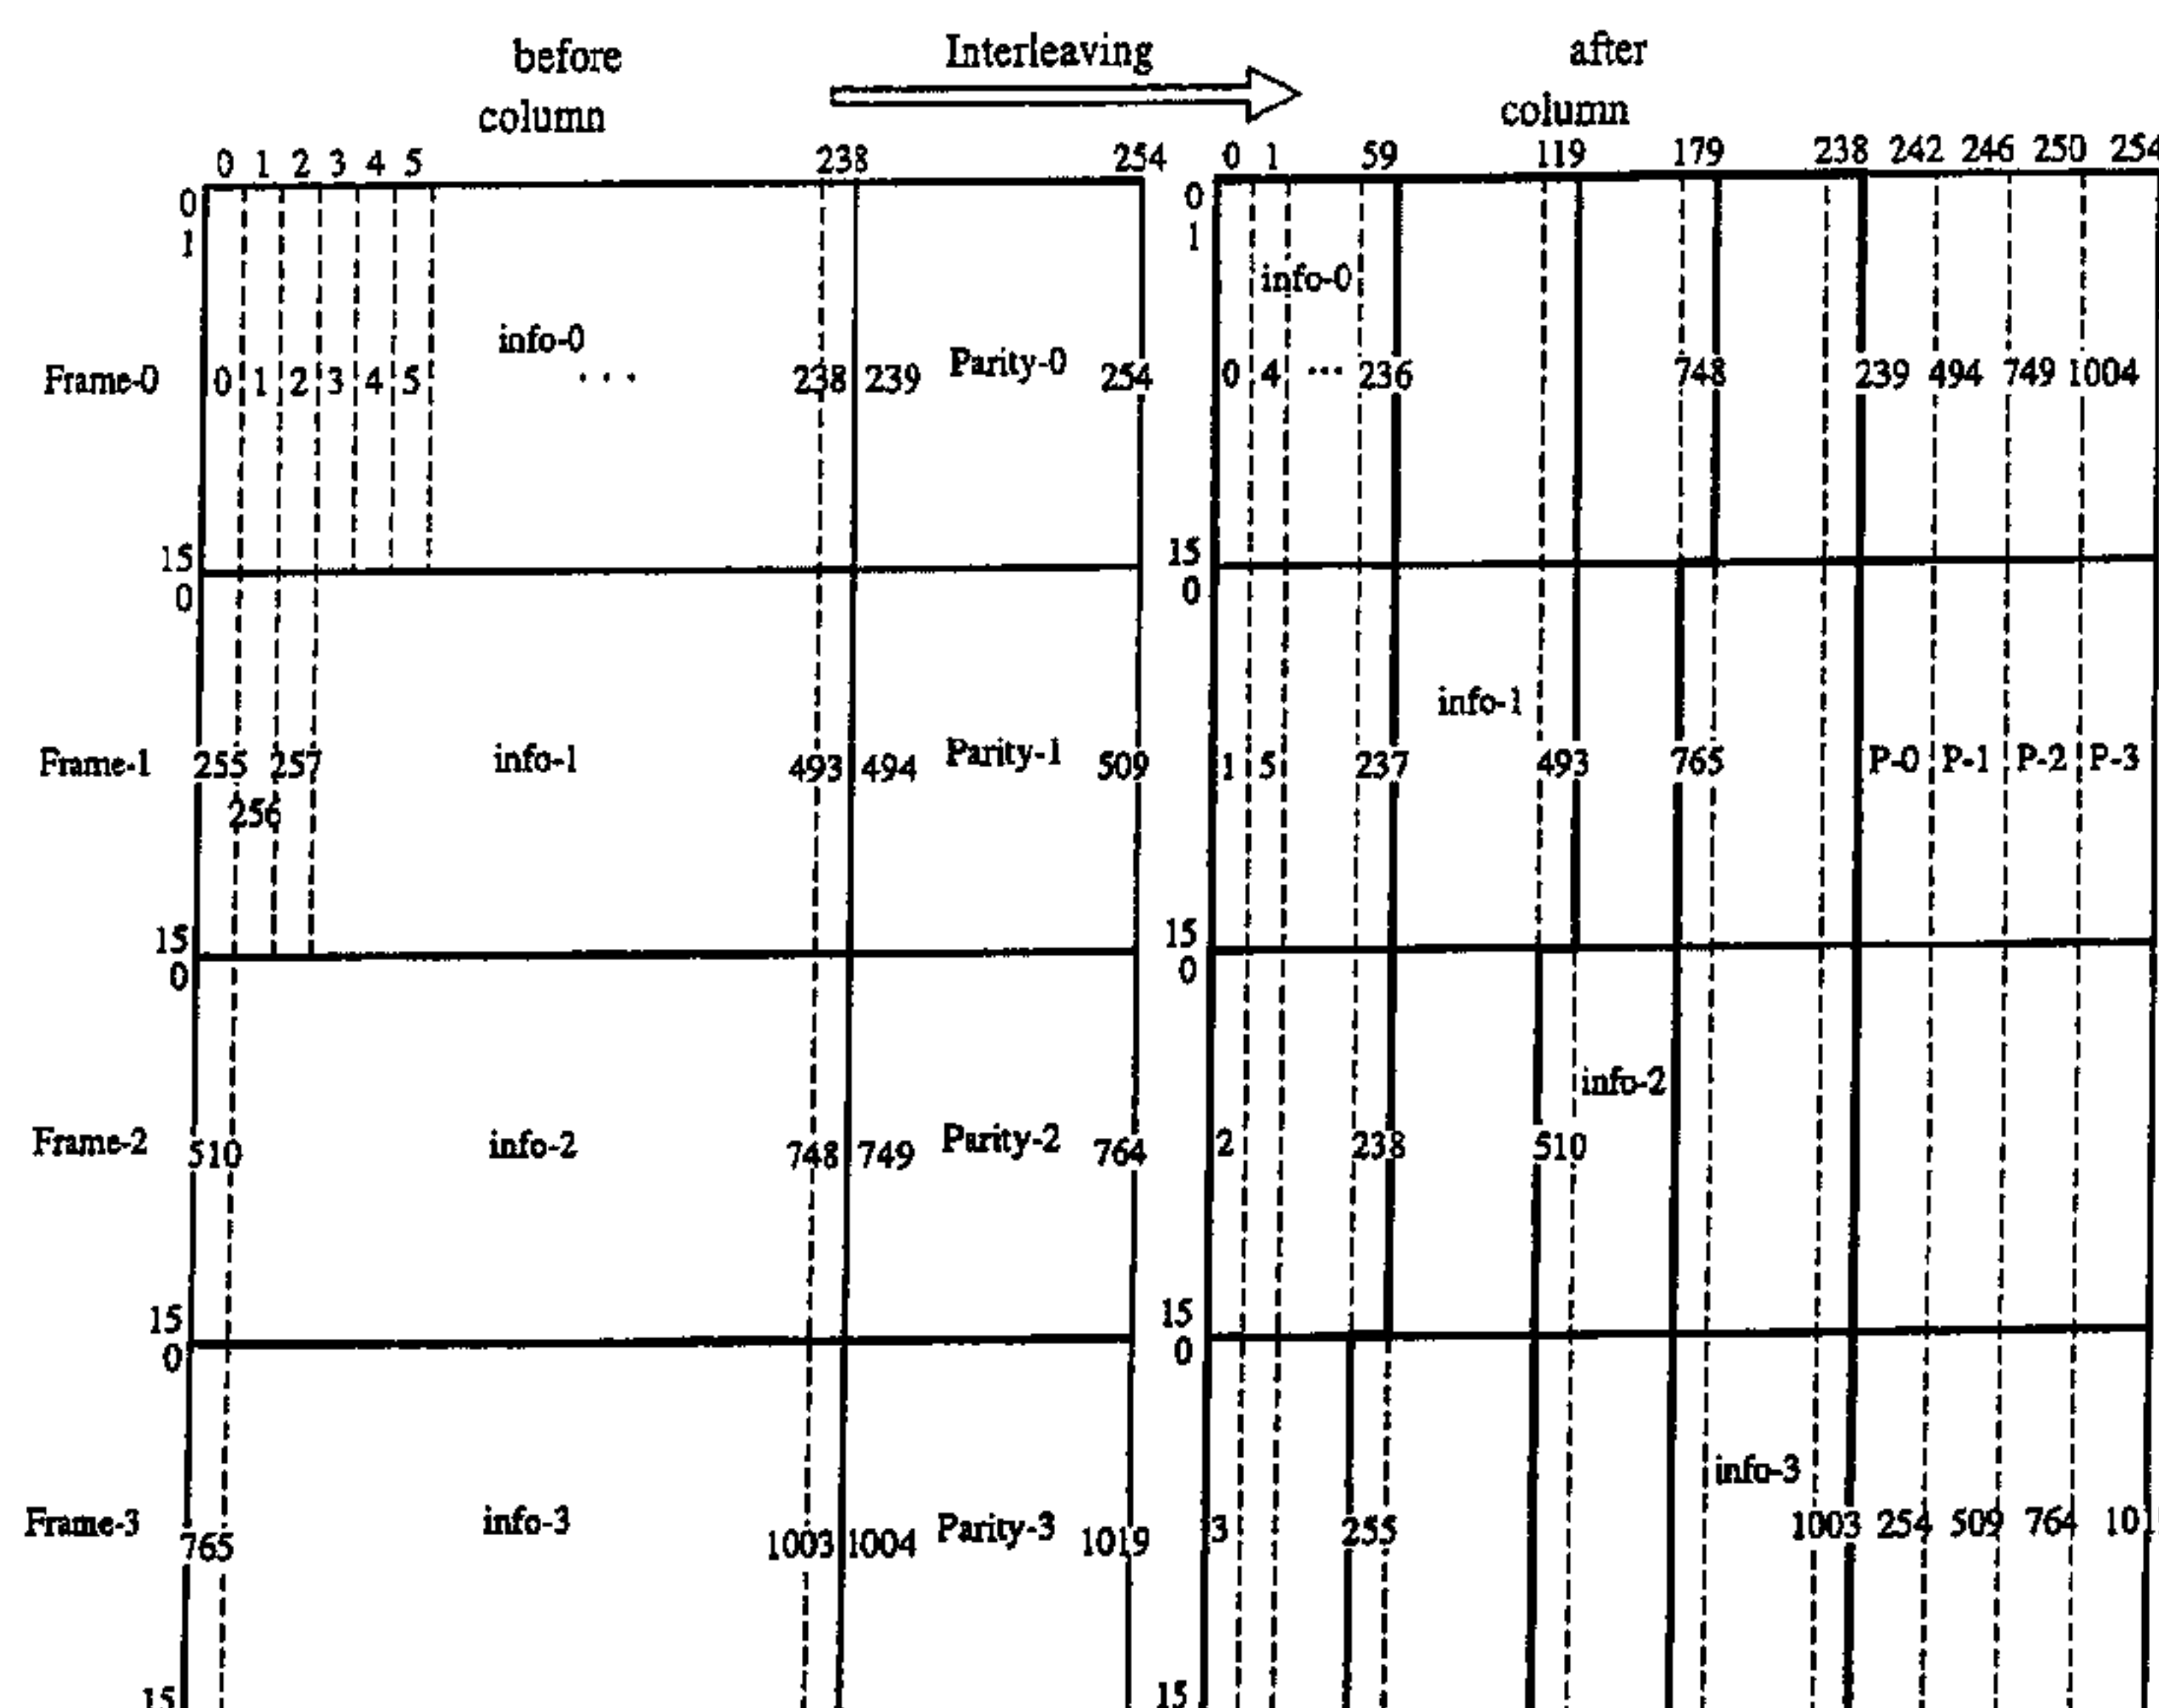 before Interleaving after
column column
0 1 2 3 4 5 238 254 0 1 59 119 179 238 242 246 250 254
0 0
1 1
info-0
info-0
Frame-0 0 1 2 3 4 5 ... 238 239 Parity-0 254 0 4 ... 236 748 239 494 749 1004
15 15
0 0
info-1
Frame-1 255 257 info-1 493 494 Parity-1 509 1 5 237 493 765 P-0 P-1 P-2 P-3
256
15 15
0 0
info-2
Frame-2 510 info-2 748 749 Parity-2 764 2 238 510
15 15
0 0
info-3
Frame-3 765 info-3 1003 1004 Parity-3 1019 3 255 1003 254 509 764
15 15